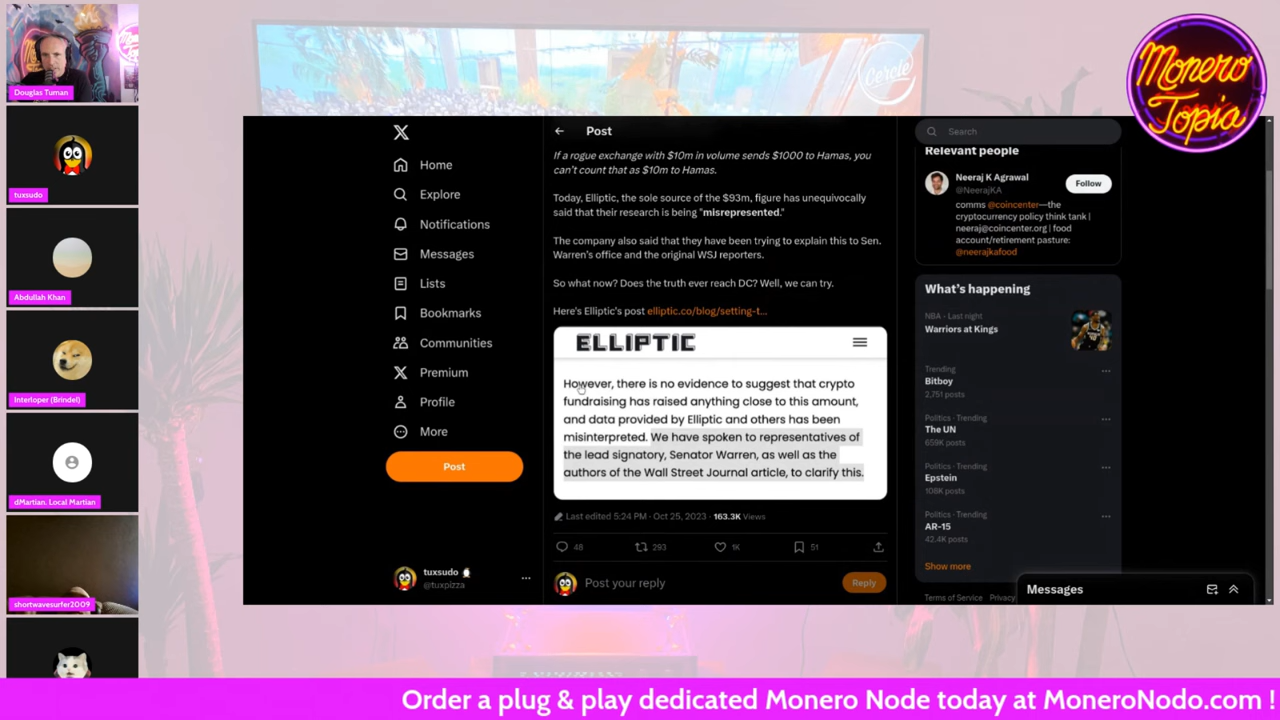 Douglas Tuman
tuxsudo
Abdullah Khan
Interloper (Brindel)
dMartian. Local Martian
shortwavesurfer2009
Cercle
Monero
Topia
Home
Explore
Notifications
Messages
Lists
Bookmarks
Communities
Premium
Profile
More
Post
tuxsudo
@tuxpizza
Post
If a rogue exchange with $10m in volume sends $1000 to Hamas, you
can't count that as $10m to Hamas.
Today, Elliptic, the sole source of the $93m, figure has unequivocally
said that their research is being "misrepresented."
The company also said that they have been trying to explain this to Sen.
Warren's office and the original WSJ reporters.
So what now? Does the truth ever reach DC? Well, we can try.
Here's Elliptic's post elliptic.co/blog/setting-t...
ELLIPTIC
However, there is no evidence to suggest that crypto
fundraising has raised anything close to this amount,
and data provided by Elliptic and others has been
misinterpreted. We have spoken to representatives of
the lead signatory, Senator Warren, as well as the
authors of the Wall Street Journal article, to clarify this.
Last edited 5:24 PM · Oct 25, 2023 · 163.3K Views
48 293 1K 51
Post your reply
Reply
Search
Relevant people
Neeraj K Agrawal
@NeerajKA
Follow
comms @coincenter—the
cryptocurrency policy think tank |
neeraj@coincenter.org | food
account/retirement pasture:
@neerajkafood
What's happening
NBA · Last night
Warriors at Kings
Trending
Bitboy
2,751 posts
Politics · Trending
The UN
659K posts
Politics · Trending
Epstein
108K posts
Politics · Trending
AR-15
42.4K posts
Show more
Terms of Service Privacy
Messages
Order a plug & play dedicated Monero Node today at MoneroNodo.com !